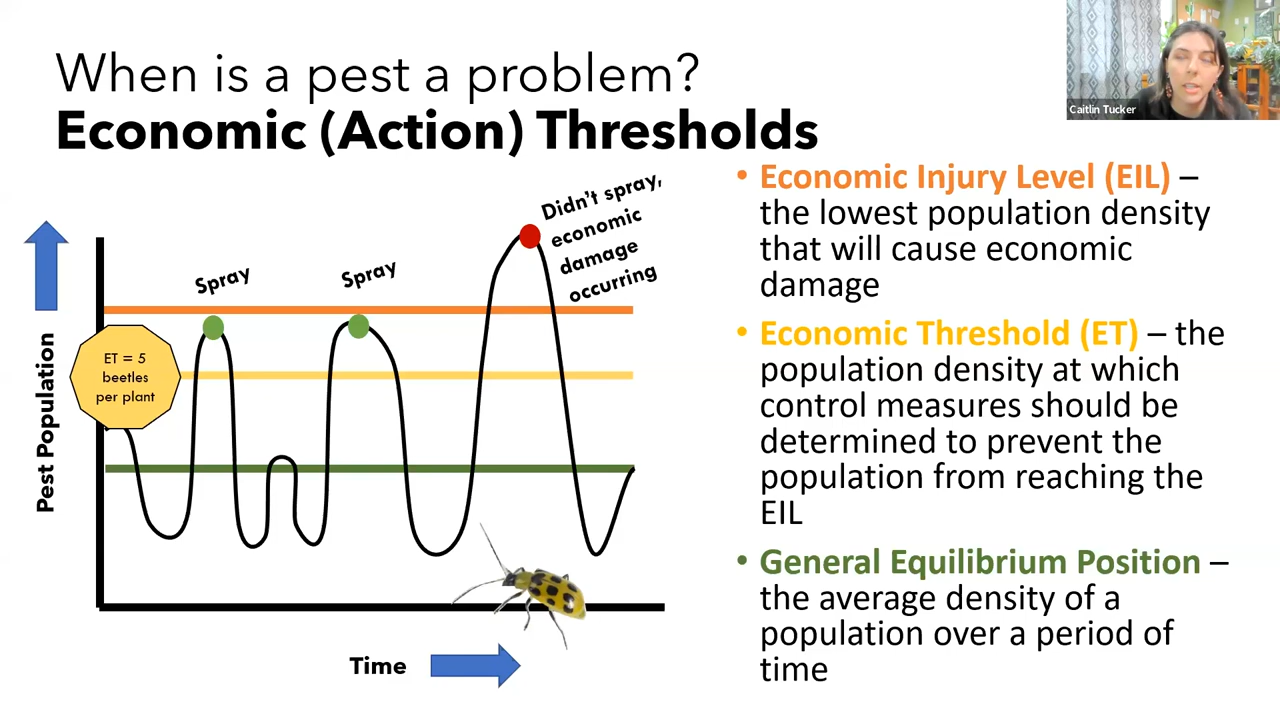 When is a pest a problem?
Economic (Action) Thresholds
Caitlin Tucker
Spray
Spray
Didn't spray,
economic
damage
occurring
Pest Population
ET = 5
beetles
per plant
Time
• Economic Injury Level (EIL) –
the lowest population density
that will cause economic
damage
• Economic Threshold (ET) – the
population density at which
control measures should be
determined to prevent the
population from reaching the
EIL
• General Equilibrium Position –
the average density of a
population over a period of
time